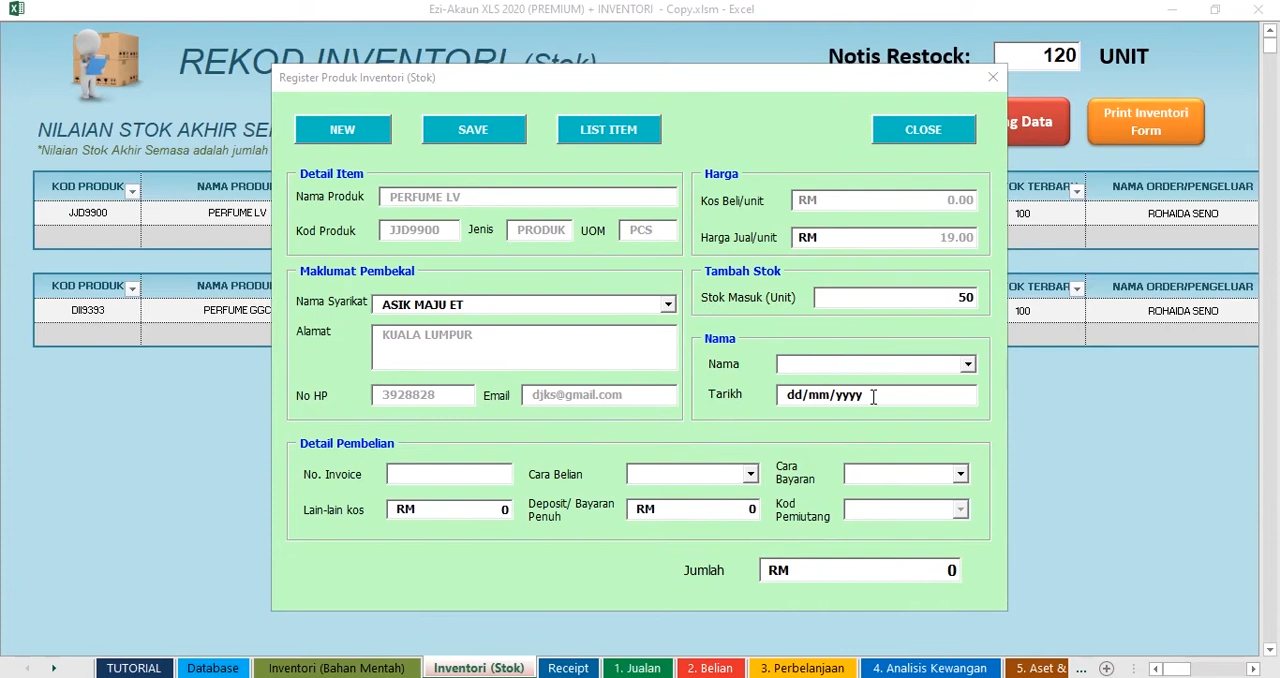 Ezi-Akaun XLS 2020 (PREMIUM) + INVENTORI - Copy.xlsm - Excel
REKOD INVENTORI (Stok)
Notis Restock: 120 UNIT
Register Produk Inventori (Stok)
NEW SAVE LIST ITEM CLOSE
ng Data
Print Inventori
Form
NILAIAN STOK AKHIR SE
*Nilaian Stok Akhir Semasa adalah jumlah
Detail Item
Nama Produk PERFUME LV
Kod Produk JJD9900 Jenis PRODUK UOM PCS
Harga
Kos Beli/unit RM 0.00
Harga Jual/unit RM 19.00
KOD PRODUK NAMA PRODU
JJD9900 PERFUME LV
OK TERBAR NAMA ORDER/PENGELUAR
100 ROHAIDA SENO
Maklumat Pembekal
Nama Syarikat ASIK MAJU ET
Alamat KUALA LUMPUR
No HP 3928828 Email djks@gmail.com
Tambah Stok
Stok Masuk (Unit) 50
Nama
Nama
Tarikh dd/mm/yyyy
KOD PRODUK NAMA PRODU
DII9393 PERFUME GGC
OK TERBAR NAMA ORDER/PENGELUAR
100 ROHAIDA SENO
Detail Pembelian
No. Invoice Cara Belian Cara
Bayaran
Lain-lain kos RM 0 Deposit/ Bayaran
Penuh RM 0 Kod
Pemiutang
Jumlah RM 0
TUTORIAL Database Inventori (Bahan Mentah) Inventori (Stok) Receipt 1. Jualan 2. Belian 3. Perbelanjaan 4. Analisis Kewangan 5. Aset & ...